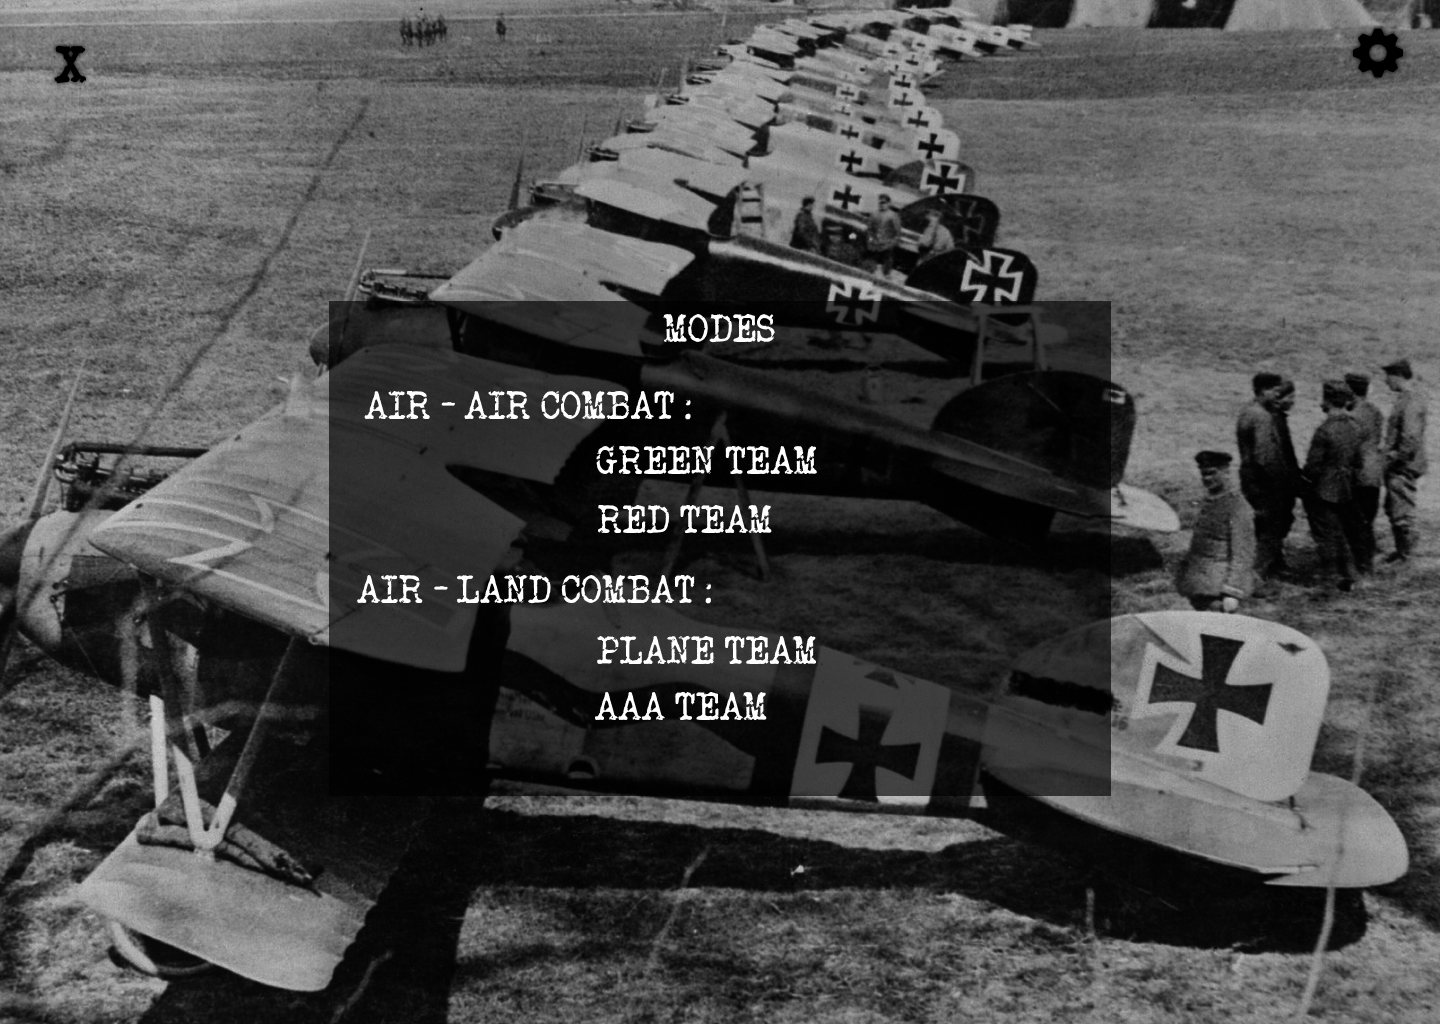 X
MODES
AIR - AIR COMBAT :
GREEN TEAM
RED TEAM
AIR - LAND COMBAT :
PLANE TEAM
AAA TEAM